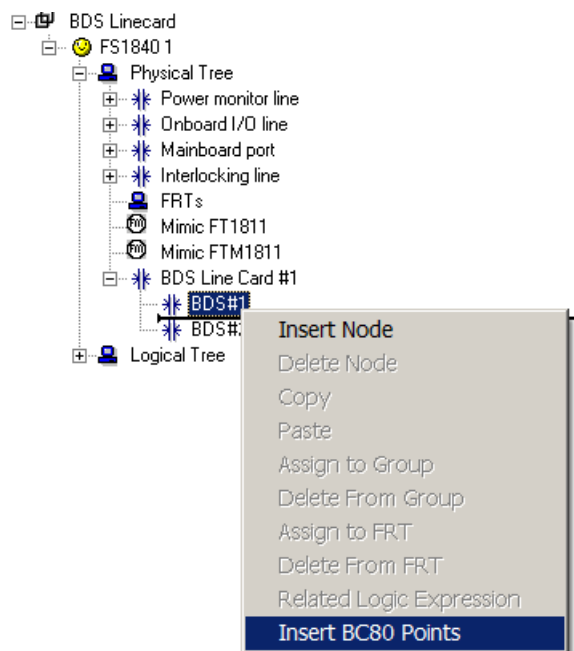 BDS Linecard
FS1840 1
Physical Tree
Power monitor line
Onboard I/O line
Mainboard port
Interlocking line
FRTs
Mimic FT1811
Mimic FTM1811
BDS Line Card #1
BDS#1
BDS#
Logical Tree
Insert Node
Delete Node
Copy
Paste
Assign to Group
Delete From Group
Assign to FRT
Delete From FRT
Related Logic Expression
Insert BC80 Points